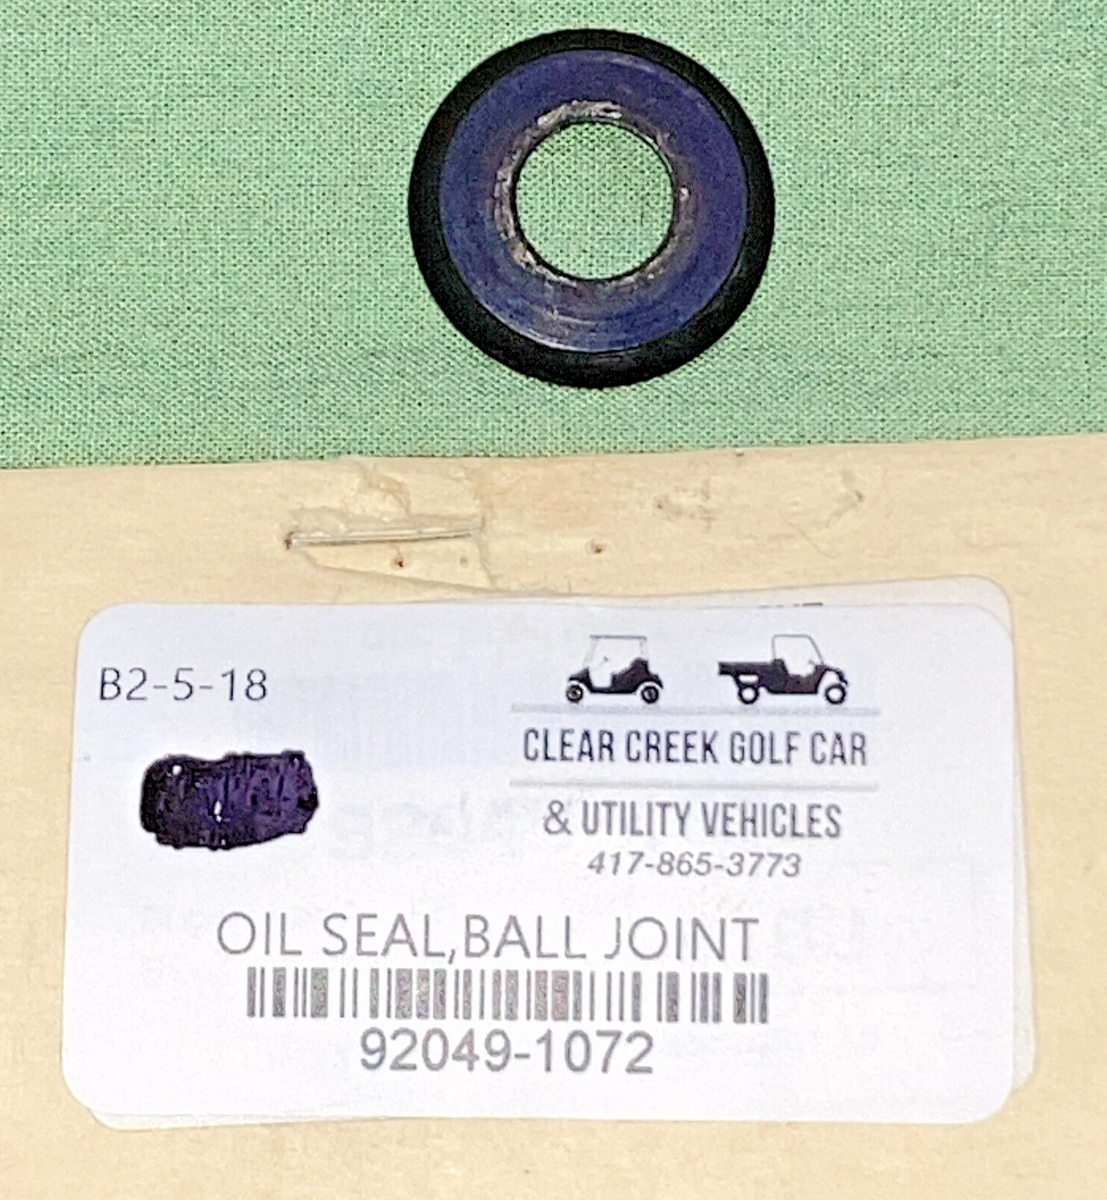 B2-5-18
CLEAR CREEK GOLF CAR
& UTILITY VEHICLES
417-865-3773
OIL SEAL,BALL JOINT
92049-1072